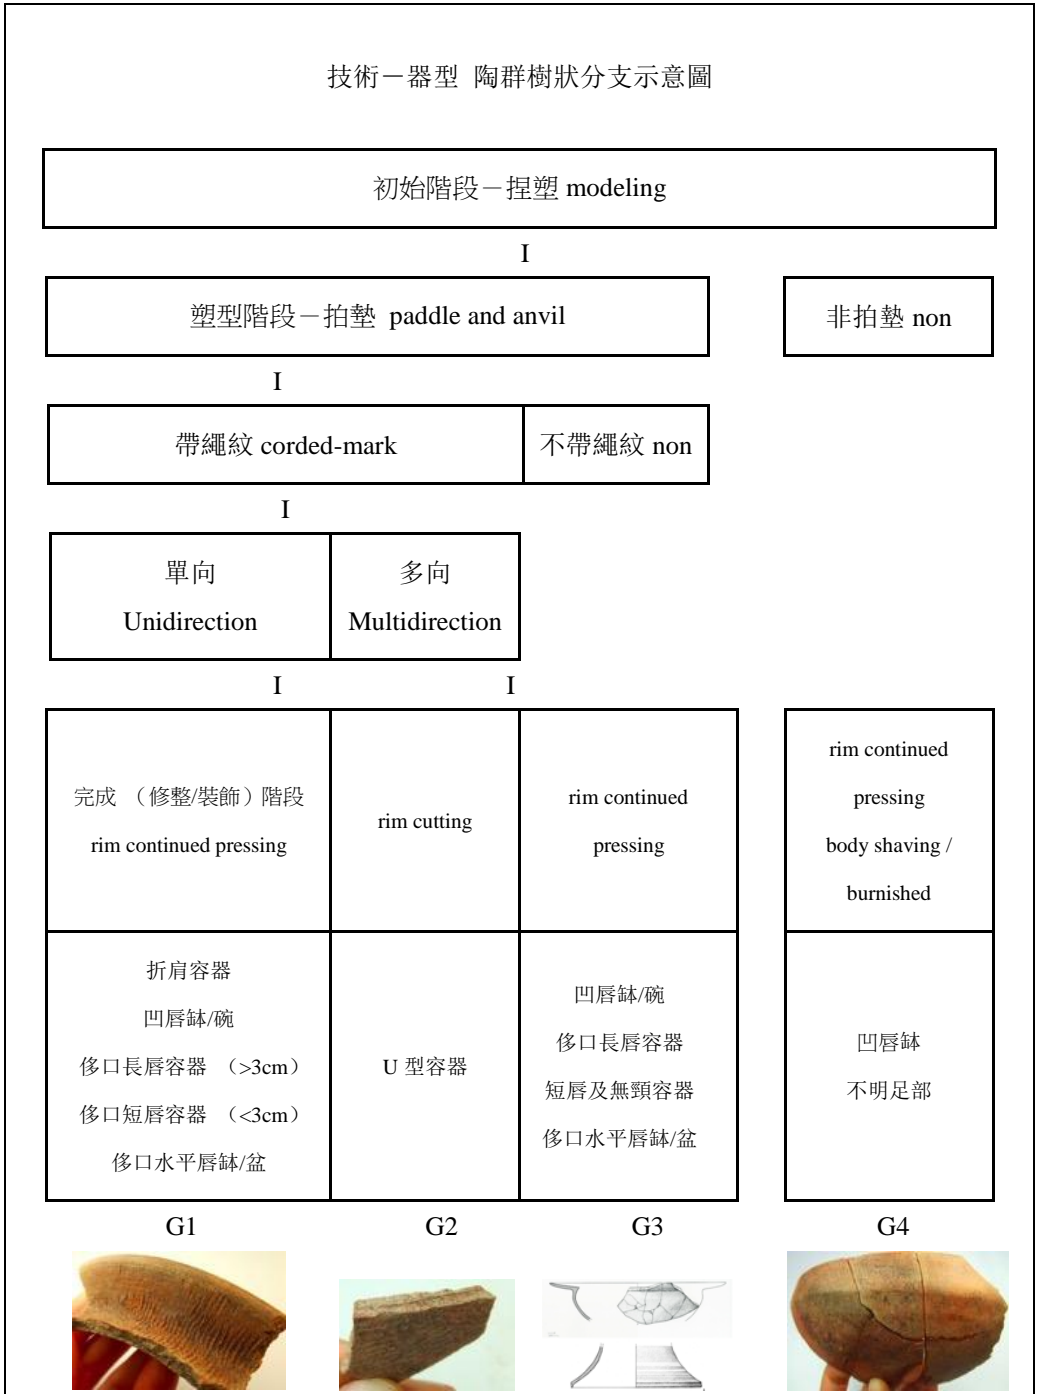 技術－器型 陶群樹狀分支示意圖
初始階段－捏塑 modeling
I
塑型階段－拍墊 paddle and anvil
非拍墊 non
I
帶繩紋 corded-mark
不帶繩紋 non
I
單向
Unidirection
多向
Multidirection
I
I
完成 （修整/裝飾）階段
rim continued pressing
rim cutting
rim continued
pressing
rim continued
pressing
body shaving /
burnished
折肩容器
凹唇缽/碗
侈口長唇容器 （>3cm）
侈口短唇容器 （<3cm）
侈口水平唇缽/盆
U 型容器
凹唇缽/碗
侈口長唇容器
短唇及無頸容器
侈口水平唇缽/盆
凹唇缽
不明足部
G1
G2
G3
G4